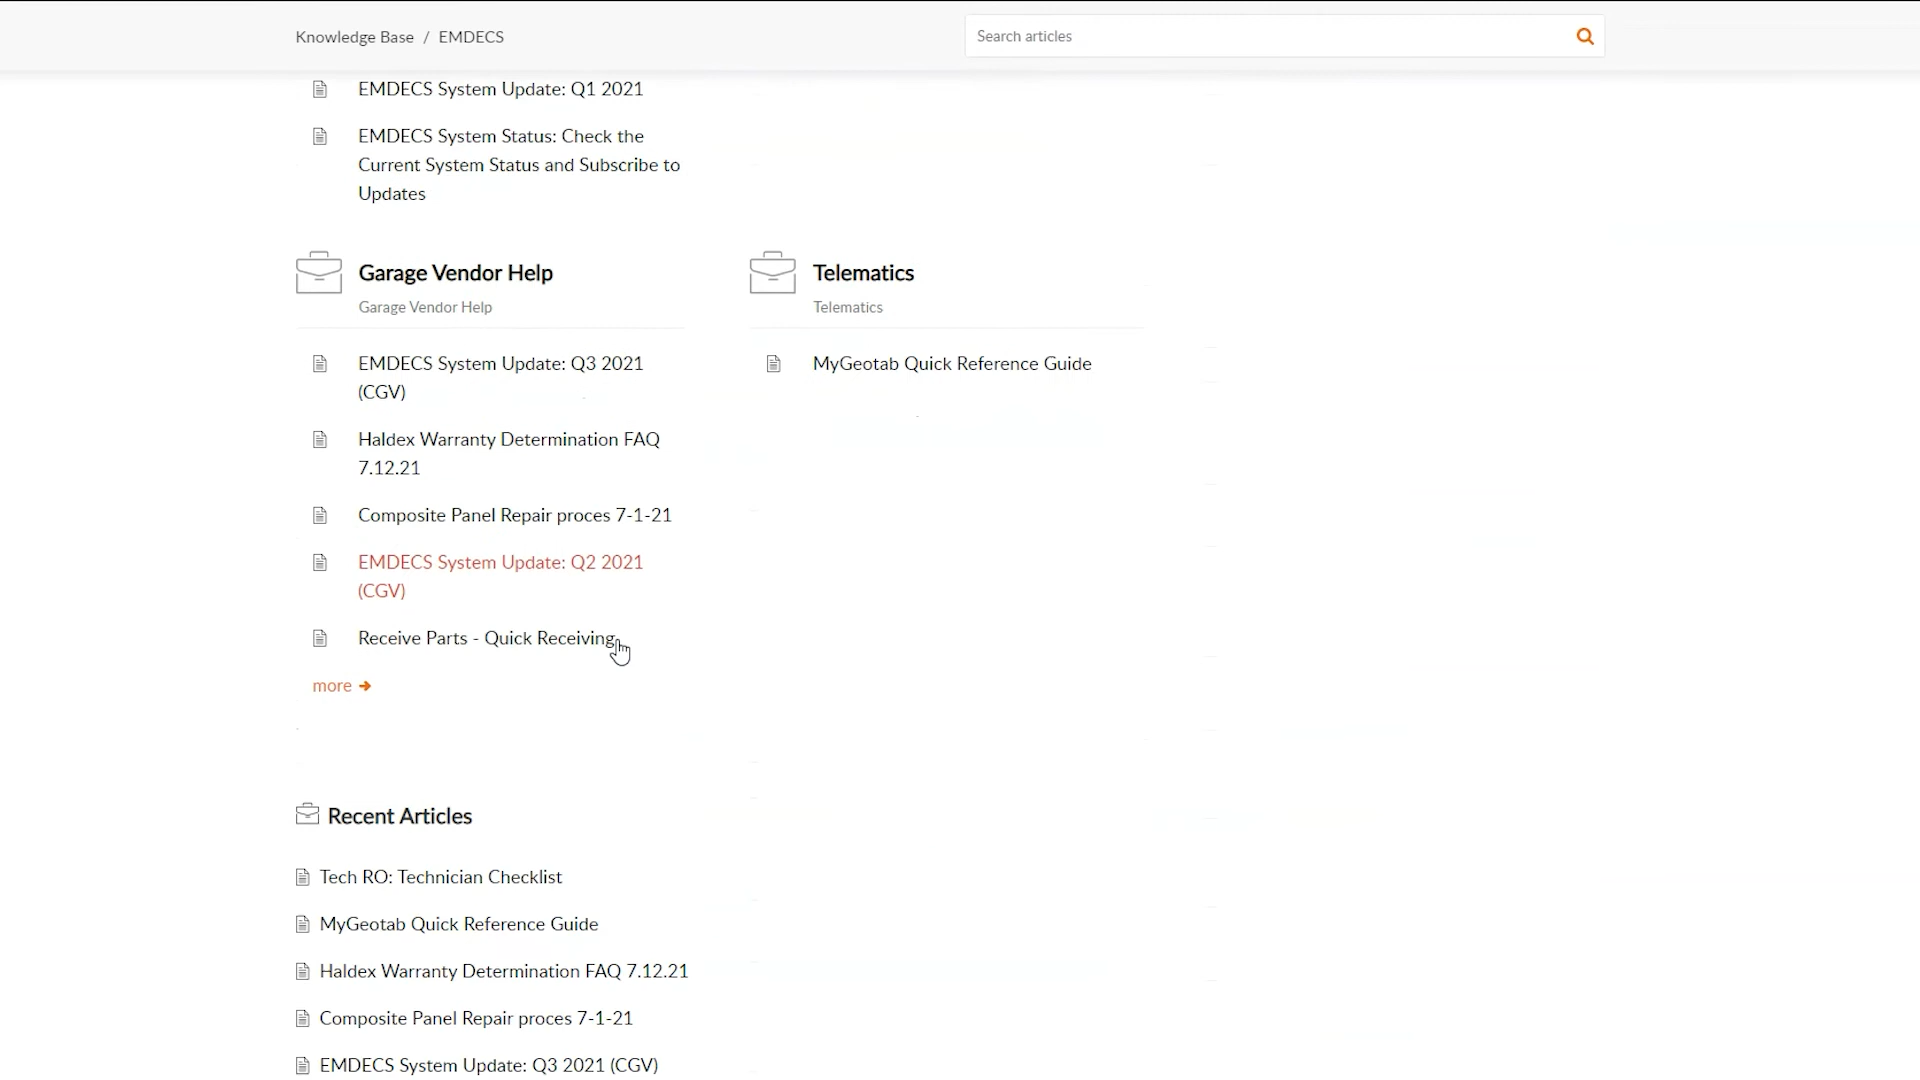 Knowledge Base / EMDECS
Search articles
EMDECS System Update: Q1 2021
EMDECS System Status: Check the
Current System Status and Subscribe to
Updates
Garage Vendor Help
Garage Vendor Help
EMDECS System Update: Q3 2021
(CGV)
Haldex Warranty Determination FAQ
7.12.21
Composite Panel Repair proces 7-1-21
EMDECS System Update: Q2 2021
(CGV)
Receive Parts - Quick Receiving
more
Telematics
Telematics
MyGeotab Quick Reference Guide
Recent Articles
Tech RO: Technician Checklist
MyGeotab Quick Reference Guide
Haldex Warranty Determination FAQ 7.12.21
Composite Panel Repair proces 7-1-21
EMDECS System Update: Q3 2021 (CGV)